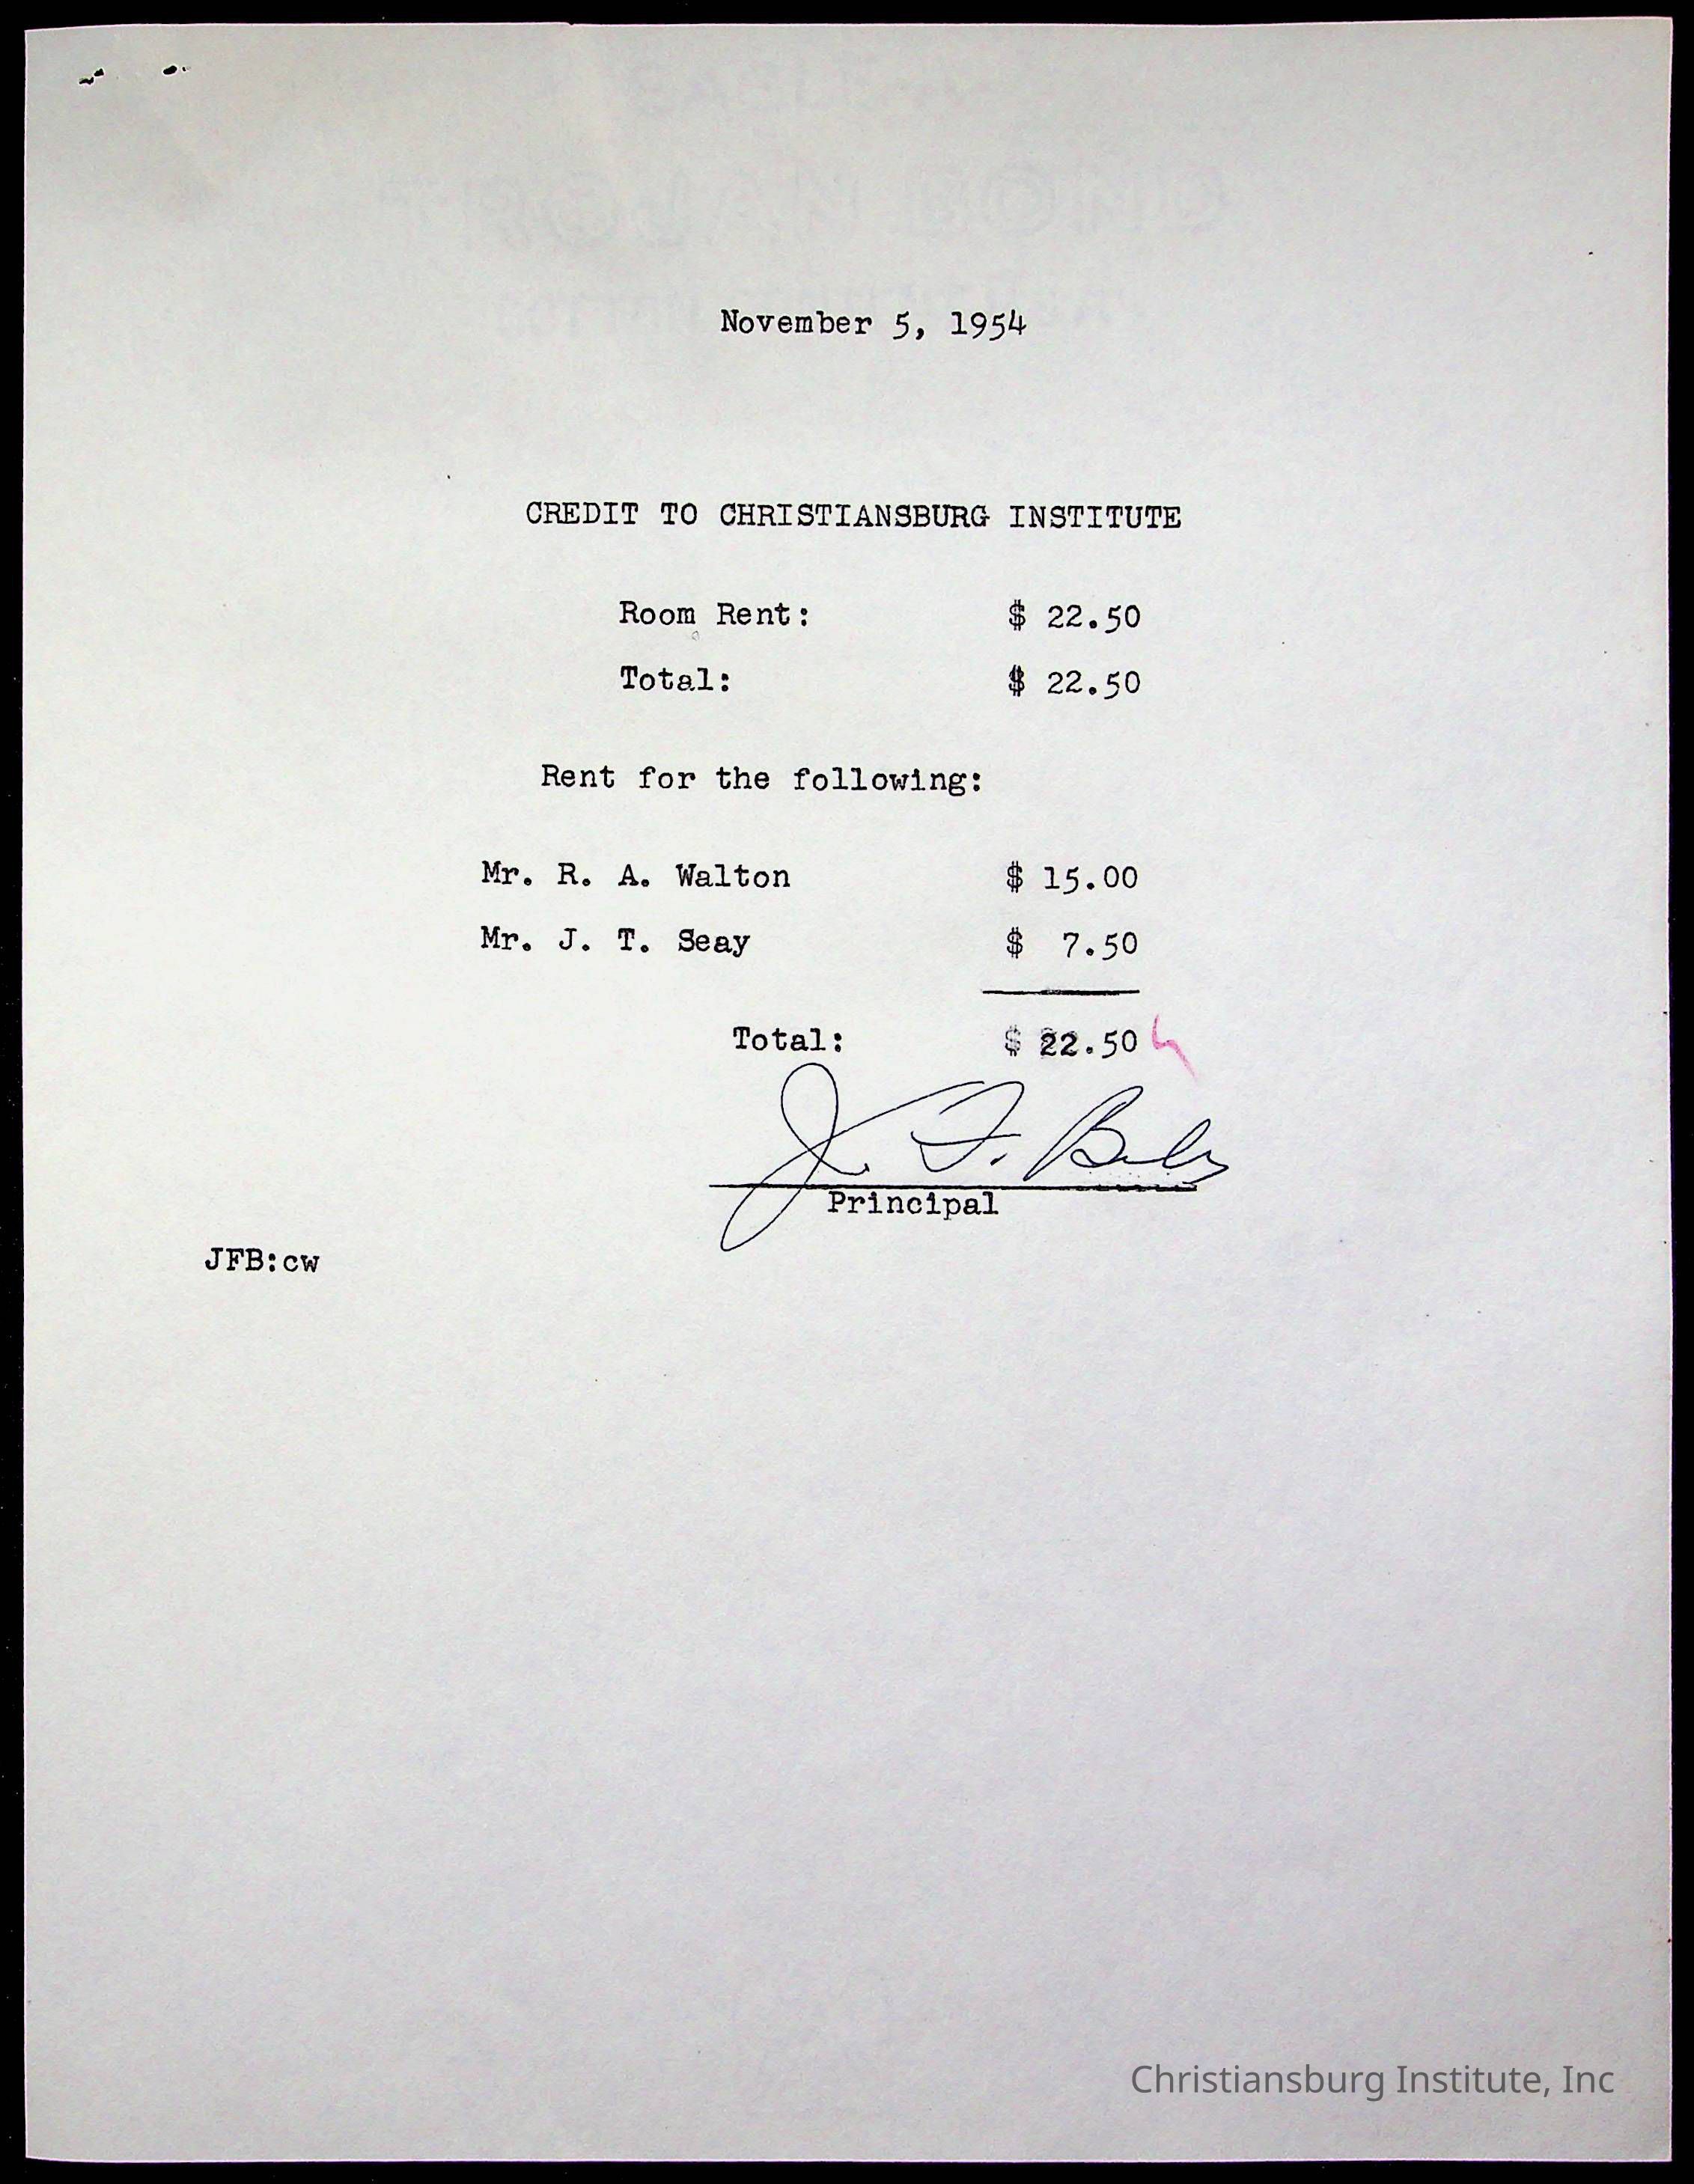 November 5, 1954
CREDIT TO CHRISTIANSBURG INSTITUTE
Room Rent: $ 22.50
Total: $ 22.50
Rent for the following:
Mr. R. A. Walton $ 15.00
Mr. J. T. Seay $ 7.50
Total: $ 22.50
J. F.
Principal
JFB:cw
Christiansburg Institute, Inc